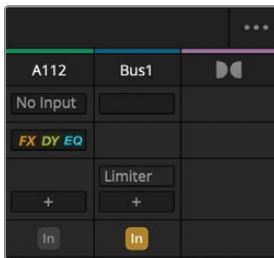 A112 Bus1
No Input
FX DY EQ
Limiter
+ +
In In